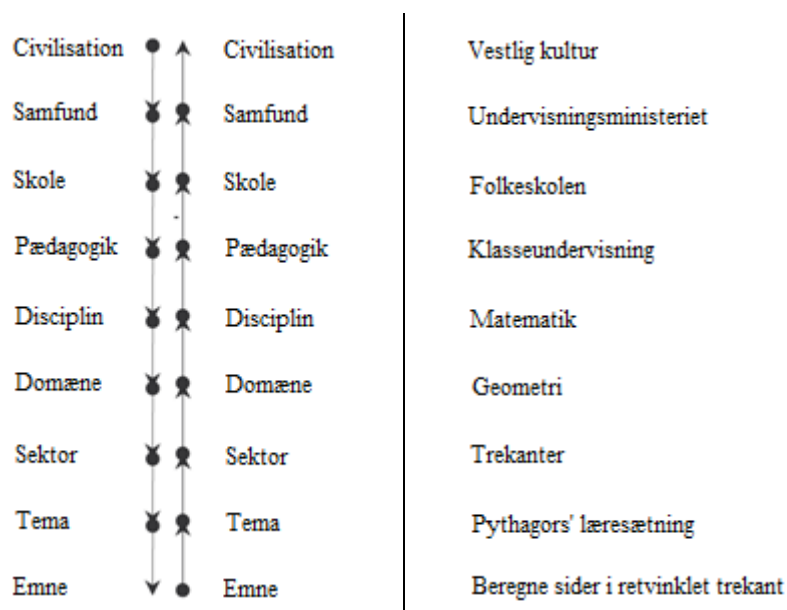 Civilisation Civilisation Vestlig kultur
Samfund Samfund Undervisningsministeriet
Skole Skole Folkeskolen
Pædagogik Pædagogik Klasseundervisning
Disciplin Disciplin Matematik
Domæne Domæne Geometri
Sektor Sektor Trekanter
Tema Tema Pythagors' læresætning
Emne Emne Beregne sider i retvinklet trekant